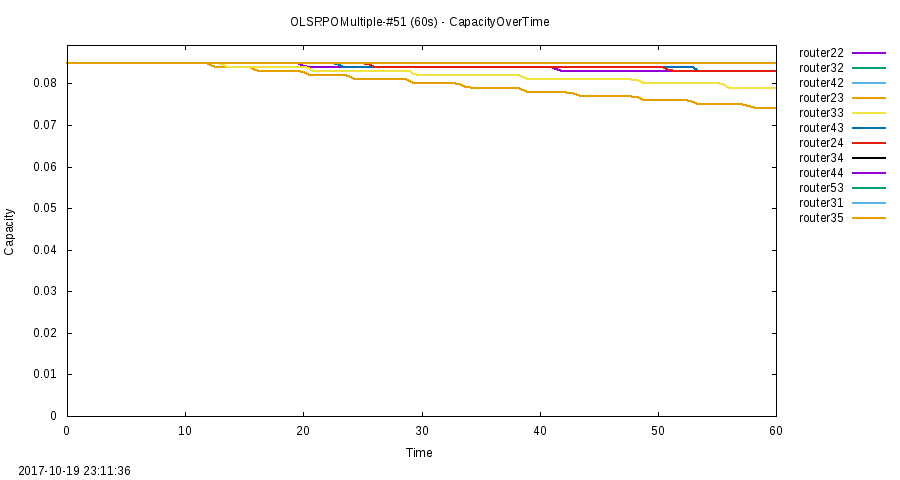 OLSRPOMultiple-#51 (60s) - CapacityOverTime
router22
router32
router42
router23
router33
router43
router24
router34
router44
router53
router31
router35
0.08
0.07
0.06
0.05
0.04
0.03
0.02
0.01
0
Capacity
0 10 20 30 40 50 60
Time
2017-10-19 23:11:36